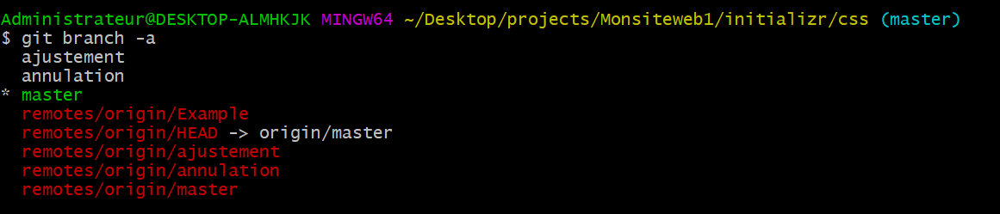 Administrateur@DESKTOP-ALMHKJK MINGW64 ~/Desktop/projects/Monsiteweb1/initializr/css (master)
$ git branch -a
  ajustement
  annulation
* master
  remotes/origin/Example
  remotes/origin/HEAD -> origin/master
  remotes/origin/ajustement
  remotes/origin/annulation
  remotes/origin/master